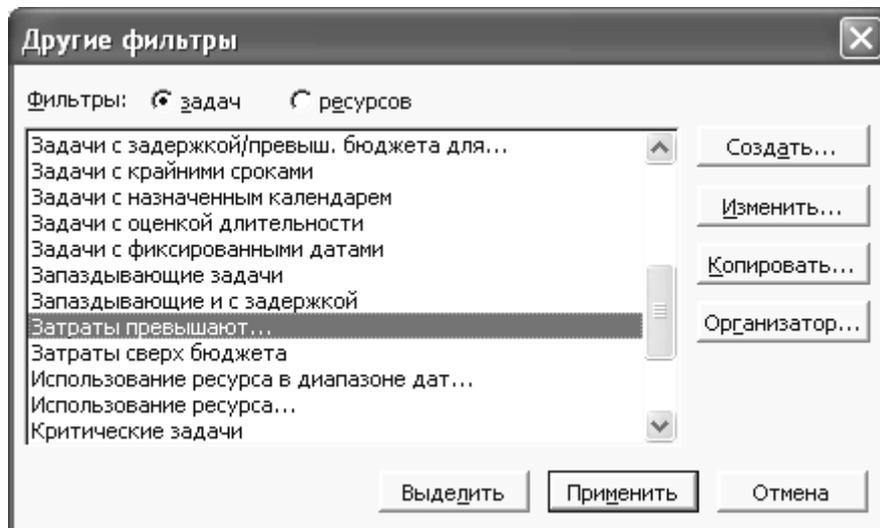 Другие фильтры
Фильтры: задач ресурсов
Задачи с задержкой/превыш. бюджета для...
Задачи с крайними сроками
Задачи с назначенным календарем
Задачи с оценкой длительности
Задачи с фиксированными датами
Запаздывающие задачи
Запаздывающие и с задержкой
Затраты превышают...
Затраты сверх бюджета
Использование ресурса в диапазоне дат...
Использование ресурса...
Критические задачи
Создать...
Изменить...
Копировать...
Организатор...
Выделить Применить Отмена